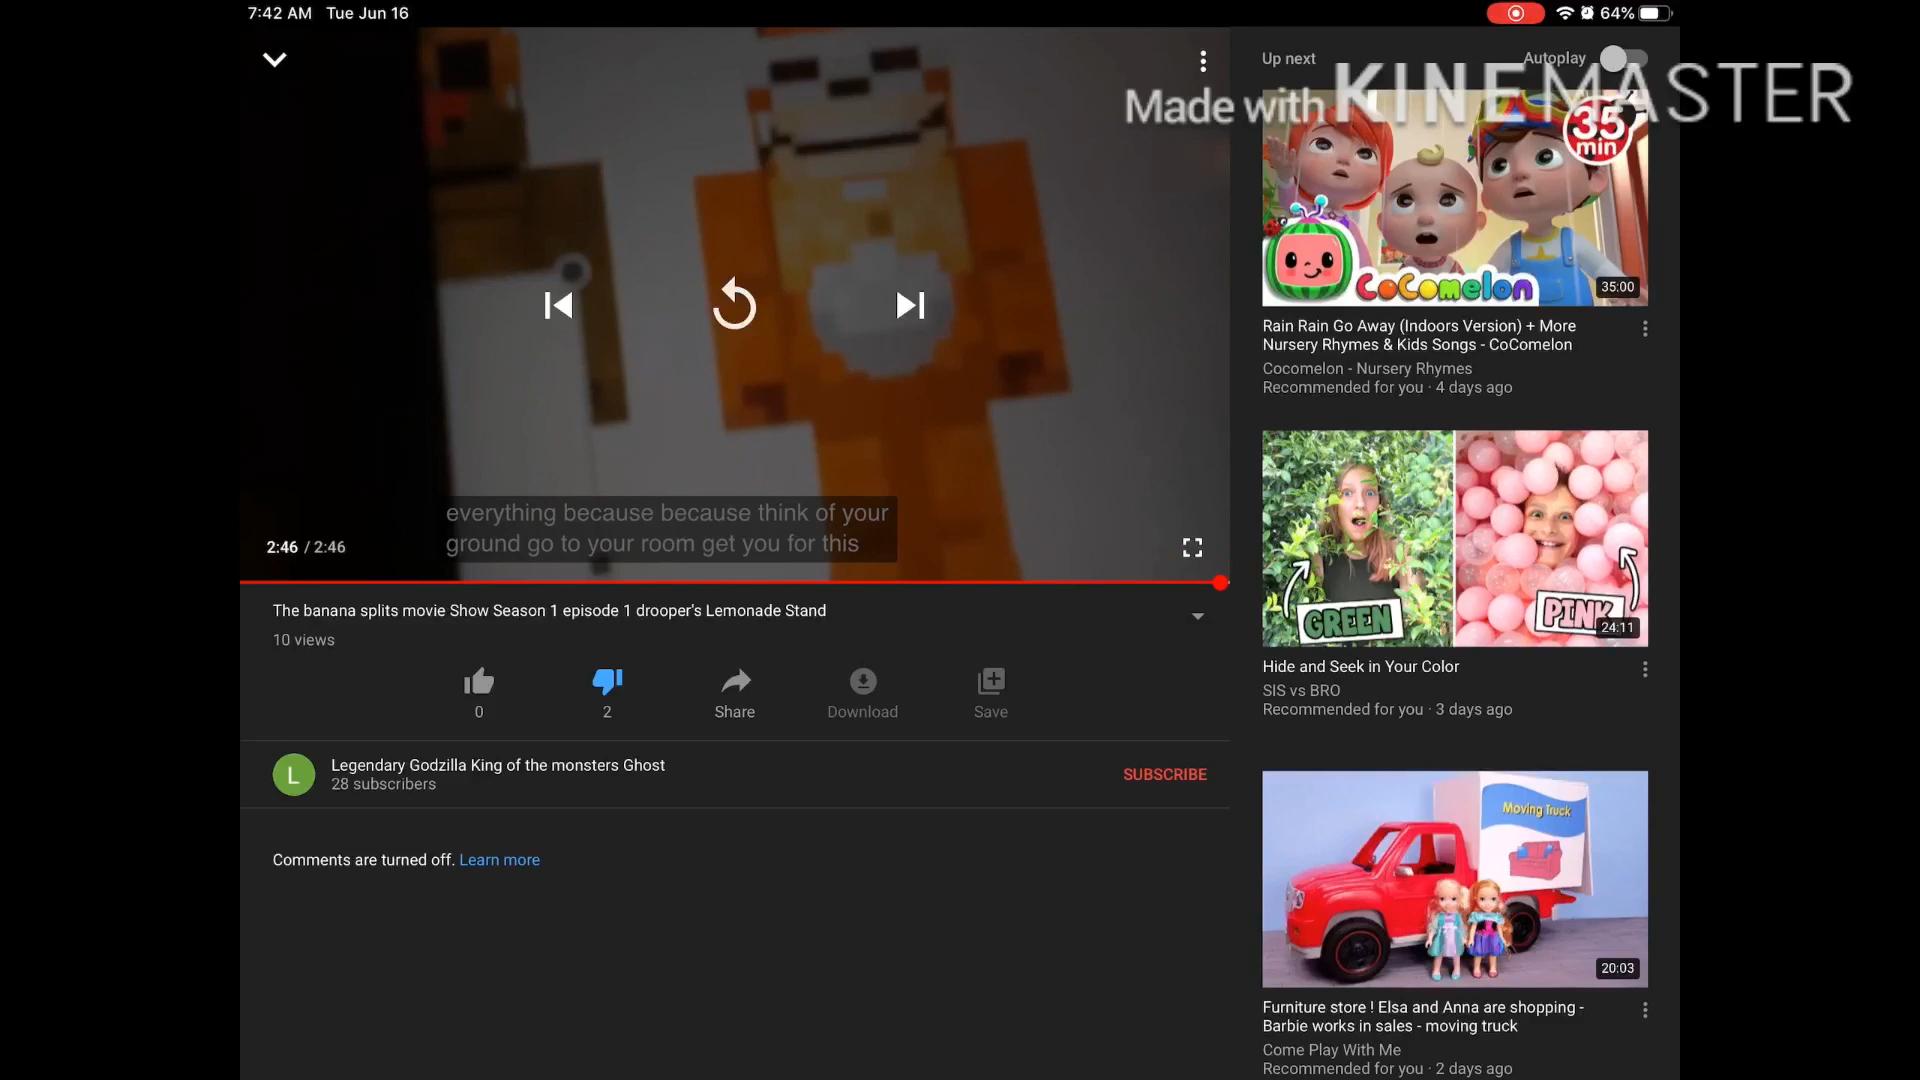 7:42 AM Tue Jun 16
64%
Up next
Autoplay
Made with KINEMASTER
35
min
CoComelon
35:00
Rain Rain Go Away (Indoors Version) + More
Nursery Rhymes & Kids Songs - CoComelon
Cocomelon - Nursery Rhymes
Recommended for you · 4 days ago
everything because because think of your
ground go to your room get you for this
2:46 / 2:46
GREEN
PINK
24:11
Hide and Seek in Your Color
SIS vs BRO
Recommended for you · 3 days ago
The banana splits movie Show Season 1 episode 1 drooper's Lemonade Stand
10 views
0
2
Share
Download
Save
L
Legendary Godzilla King of the monsters Ghost
28 subscribers
SUBSCRIBE
Comments are turned off. Learn more
Moving Truck
20:03
Furniture store ! Elsa and Anna are shopping -
Barbie works in sales - moving truck
Come Play With Me
Recommended for you · 2 days ago